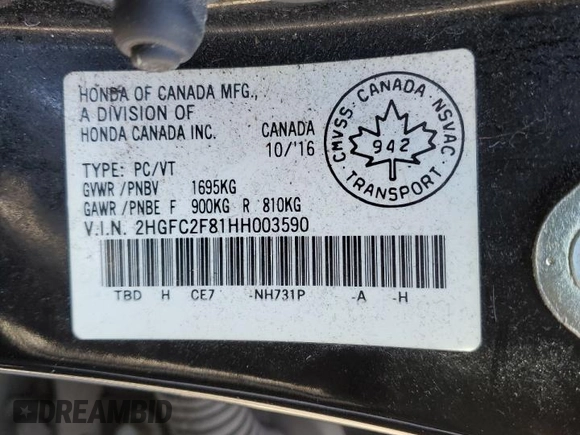 HONDA OF CANADA MFG.,
A DIVISION OF
HONDA CANADA INC.
CANADA
10/'16
TYPE: PC/VT
GVWR/PNBV 1695KG
GAWR/PNBE F 900KG R 810KG
V.I.N. 2HGFC2F81HH003590
TBD H CE7 -NH731P -A -H
CMVSS · CANADA · NSVAC
942
TRANSPORT
DREAMBID